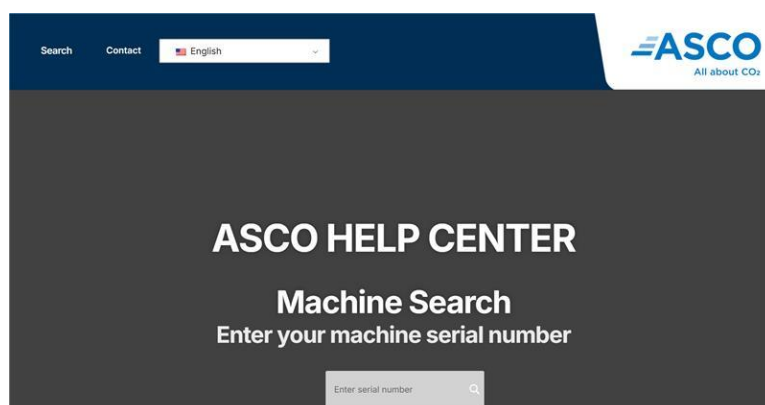 Search Contact English
ASCO
All about CO₂
ASCO HELP CENTER
Machine Search
Enter your machine serial number
Enter serial number